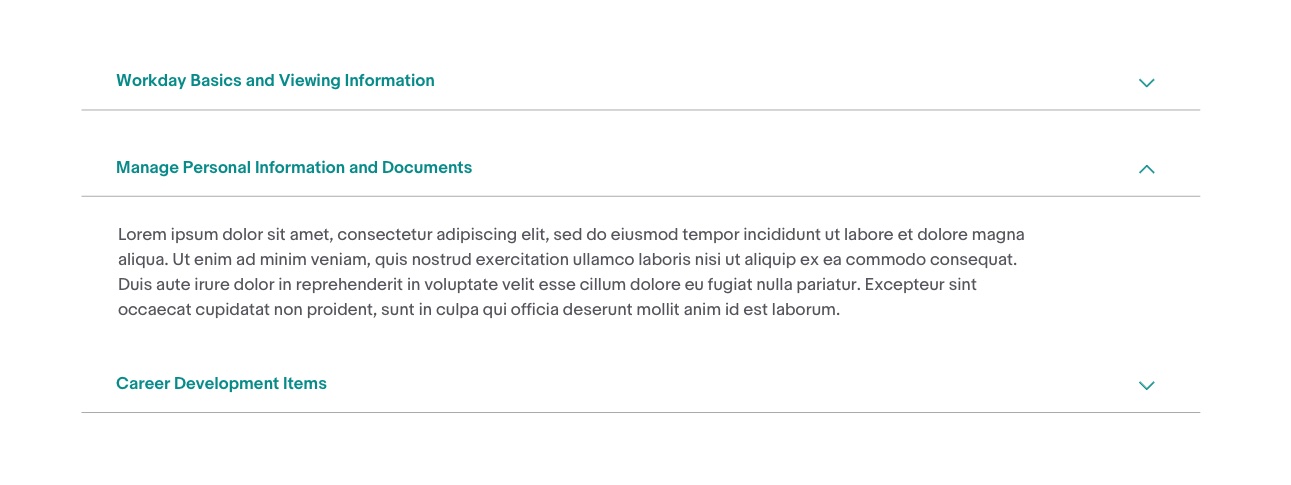 Workday Basics and Viewing Information
Manage Personal Information and Documents
Lorem ipsum dolor sit amet, consectetur adipiscing elit, sed do eiusmod tempor incididunt ut labore et dolore magna
aliqua. Ut enim ad minim veniam, quis nostrud exercitation ullamco laboris nisi ut aliquip ex ea commodo consequat.
Duis aute irure dolor in reprehenderit in voluptate velit esse cillum dolore eu fugiat nulla pariatur. Excepteur sint
occaecat cupidatat non proident, sunt in culpa qui officia deserunt mollit anim id est laborum.
Career Development Items